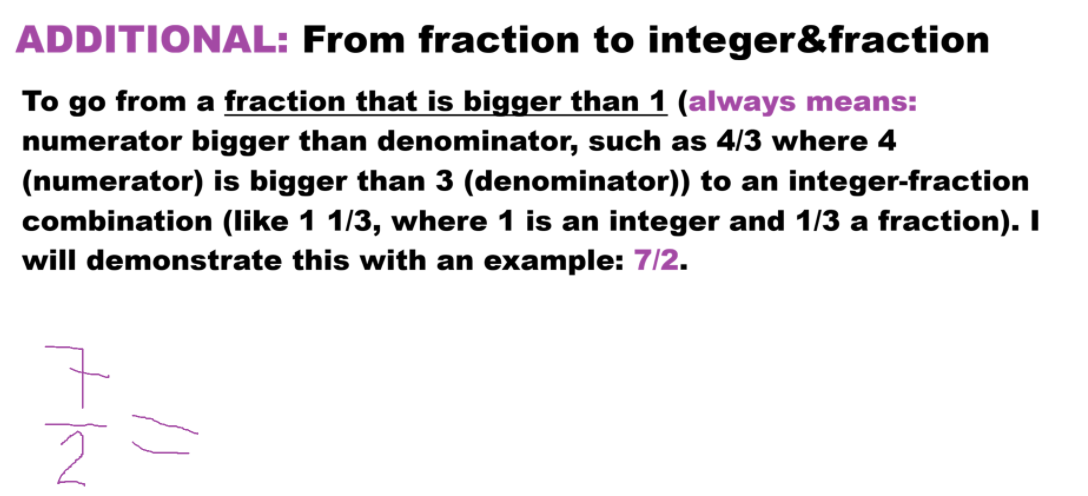 ADDITIONAL: From fraction to integer&fraction
To go from a fraction that is bigger than 1 (always means:
numerator bigger than denominator, such as 4/3 where 4
(numerator) is bigger than 3 (denominator)) to an integer-fraction
combination (like 1 1/3, where 1 is an integer and 1/3 a fraction). I
will demonstrate this with an example: 7/2.
7
2 =